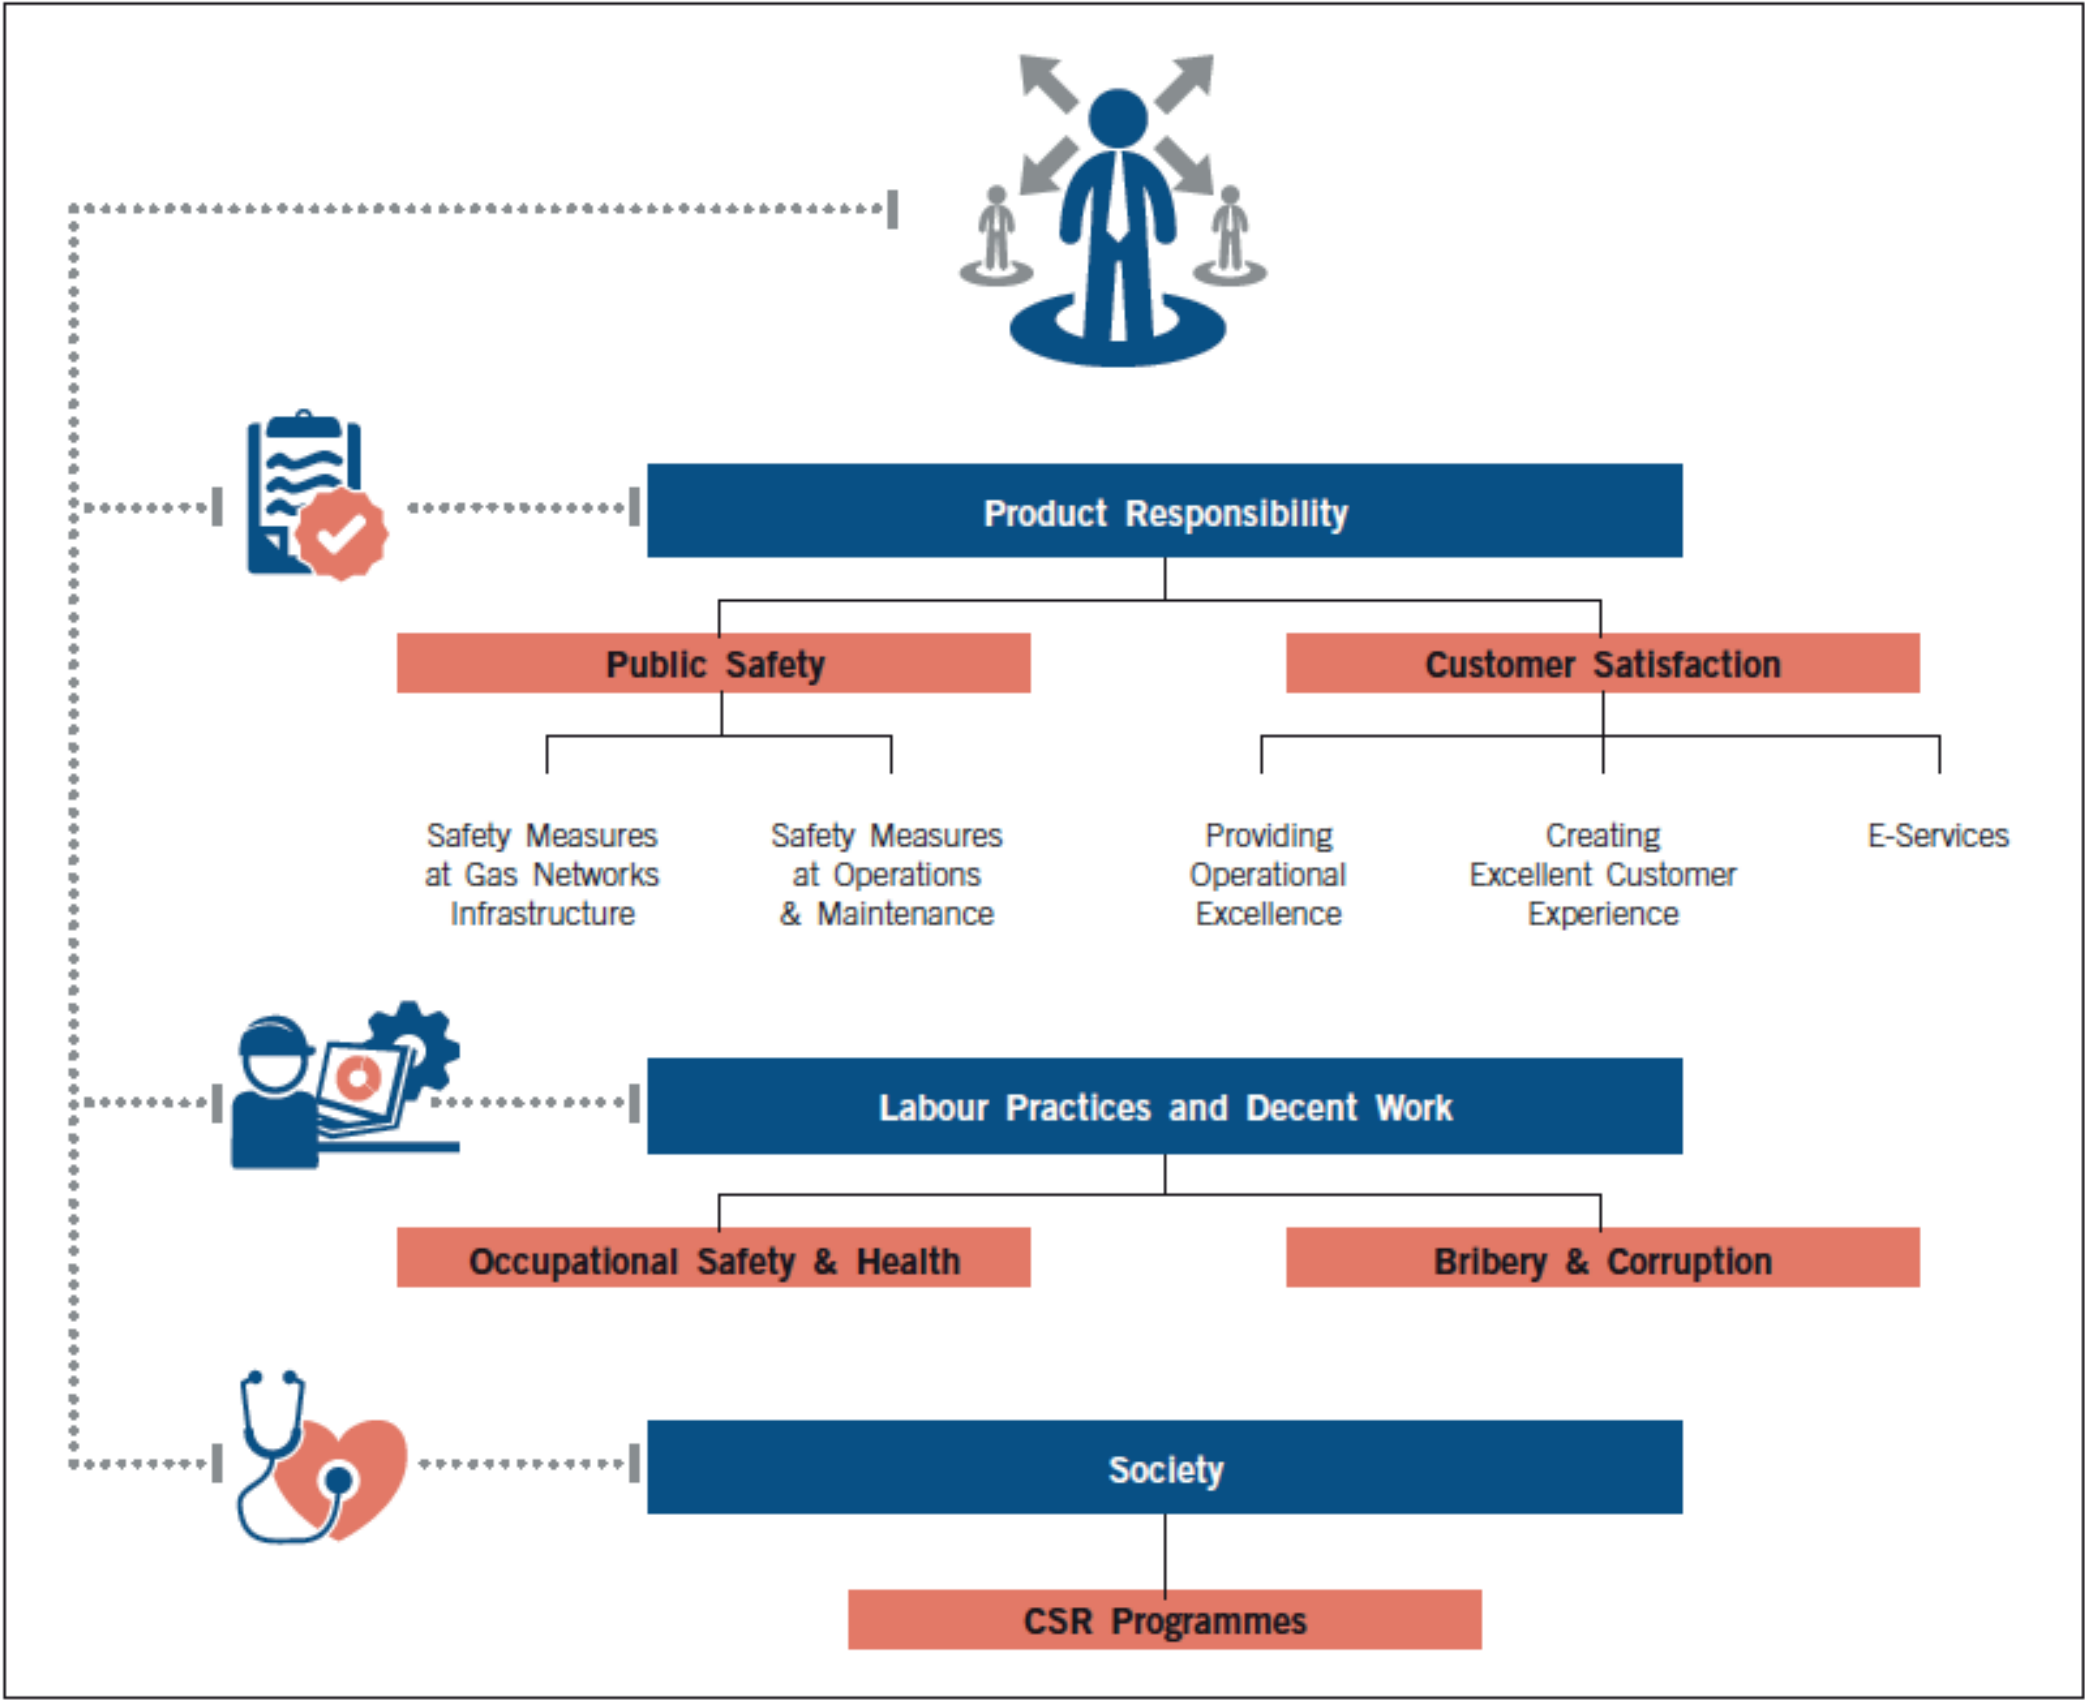 Product Responsibility
Public Safety
Customer Satisfaction
Safety Measures
at Gas Networks
Infrastructure
Safety Measures
at Operations
& Maintenance
Providing
Operational
Excellence
Creating
Excellent Customer
Experience
E-Services
Labour Practices and Decent Work
Occupational Safety & Health
Bribery & Corruption
Society
CSR Programmes